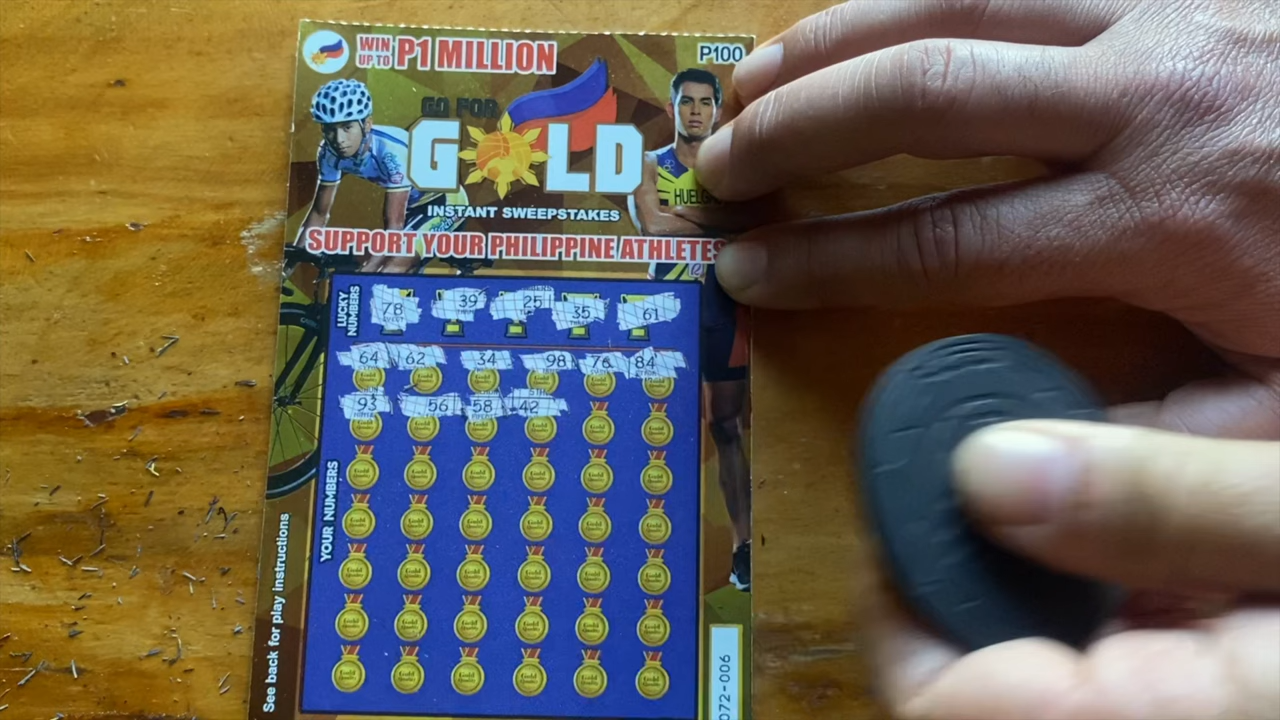 WIN UP TO P1 MILLION
P100
GO FOR
GOLD
HUELG
INSTANT SWEEPSTAKES
SUPPORT YOUR PHILIPPINE ATHLETES
LUCKY NUMBERS
78 39 25 35 61
64 62 34 98 76 84
93 56 58 42
YOUR NUMBERS
See back for play instructions
072-006